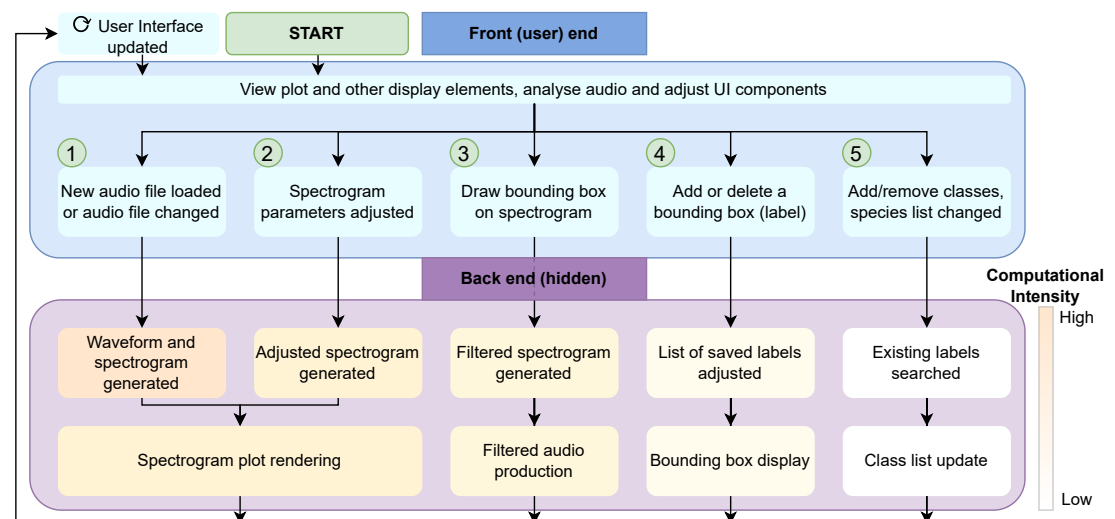 User Interface
updated
START
Front (user) end
View plot and other display elements, analyse audio and adjust UI components
1
2
3
4
5
New audio file loaded
or audio file changed
Spectrogram
parameters adjusted
Draw bounding box
on spectrogram
Add or delete a
bounding box (label)
Add/remove classes,
species list changed
Back end (hidden)
Computational
Intensity
High
Low
Waveform and
spectrogram
generated
Adjusted spectrogram
generated
Filtered spectrogram
generated
List of saved labels
adjusted
Existing labels
searched
Spectrogram plot rendering
Filtered audio
production
Bounding box display
Class list update